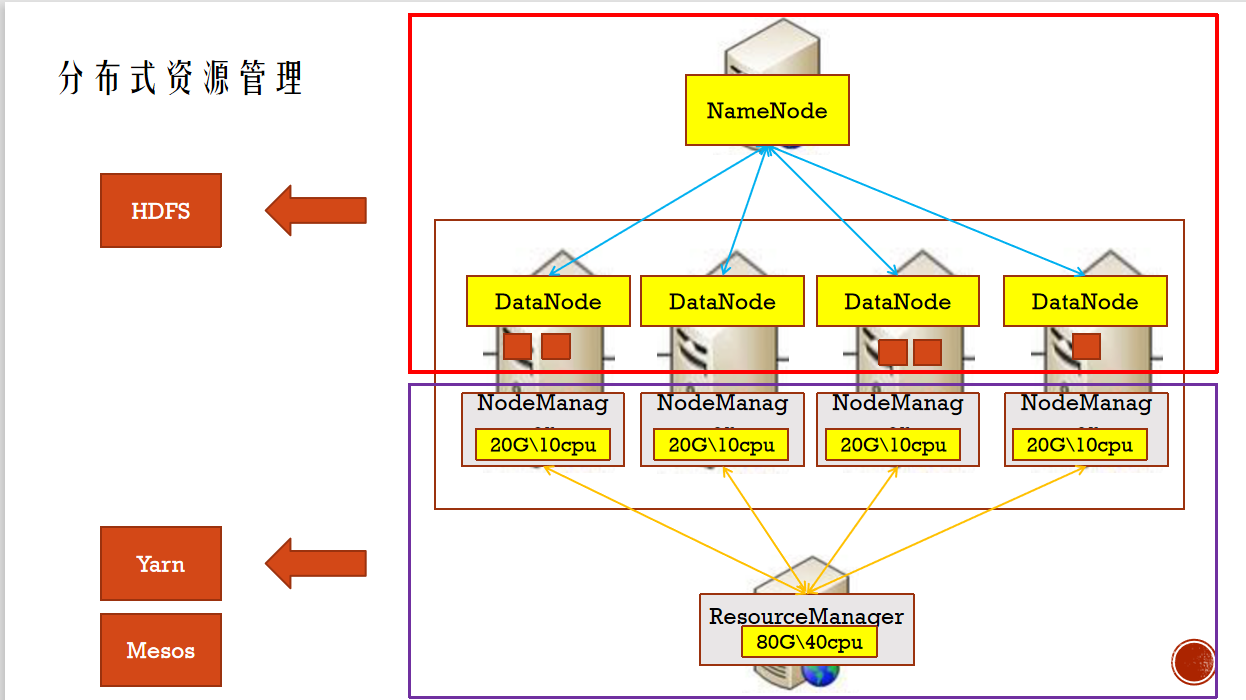 分布式资源管理
NameNode
HDFS
DataNode
DataNode
DataNode
DataNode
NodeManag
NodeManag
NodeManag
NodeManag
20G\10cpu
20G\10cpu
20G\10cpu
20G\10cpu
Yarn
ResourceManager
80G\40cpu
Mesos